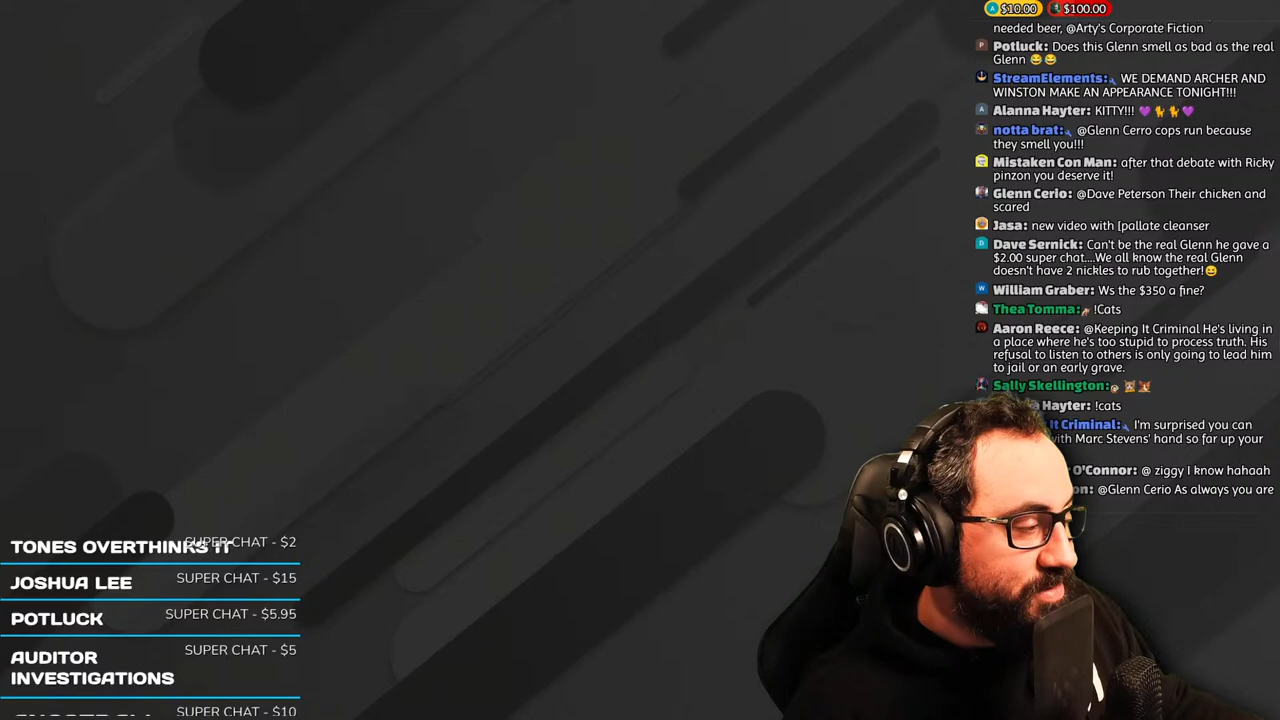 $10.00 $100.00
needed beer, @Arty's Corporate Fiction
Potluck: Does this Glenn smell as bad as the real
Glenn 😂😂
StreamElements: WE DEMAND ARCHER AND
WINSTON MAKE AN APPEARANCE TONIGHT!!!
Alanna Hayter: KITTY!!! 💜🐈🐈💜
notta brat: @Glenn Cerro cops run because
they smell you!!!
Mistaken Con Man: after that debate with Ricky
pinzon you deserve it!
Glenn Cerio: @Dave Peterson Their chicken and
scared
Jasa: new video with [pallate cleanser
Dave Sernick: Can't be the real Glenn he gave a
$2.00 super chat....We all know the real Glenn
doesn't have 2 nickles to rub together!😄
William Graber: Ws the $350 a fine?
Thea Tomma: !Cats
Aaron Reece: @Keeping It Criminal He's living in
a place where he's too stupid to process truth. His
refusal to listen to others is only going to lead him
to jail or an early grave.
Sally Skellington:
Hayter: !cats
It Criminal: I'm surprised you can
with Marc Stevens' hand so far up your
O'Connor: @ ziggy I know hahaah
on: @Glenn Cerio As always you are
TONES OVERTHINKS IT SUPER CHAT - $2
JOSHUA LEE SUPER CHAT - $15
POTLUCK SUPER CHAT - $5.95
AUDITOR SUPER CHAT - $5
INVESTIGATIONS
SUPER CHAT - $10